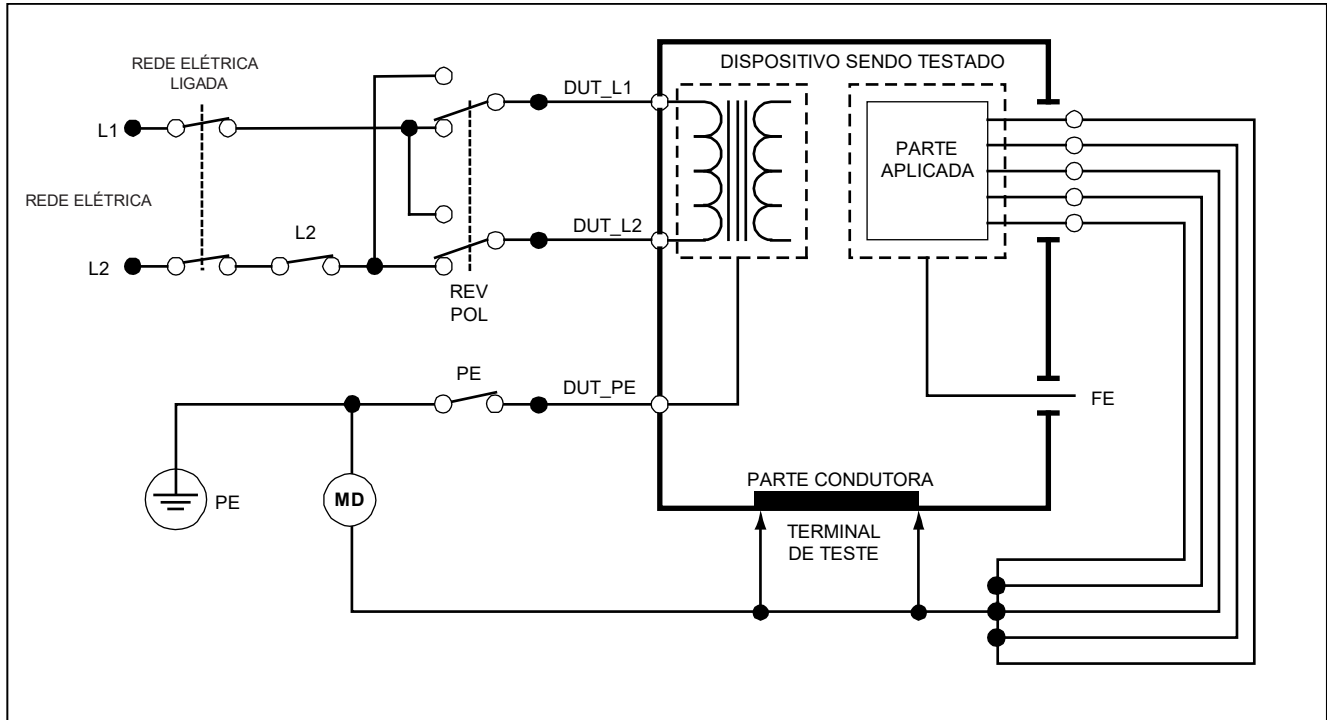 REDE ELÉTRICA
LIGADA
DISPOSITIVO SENDO TESTADO
DUT_L1
L1
PARTE
APLICADA
REDE ELÉTRICA
L2
DUT_L2
L2
REV
POL
PE
DUT_PE
FE
PARTE CONDUTORA
PE
MD
TERMINAL
DE TESTE